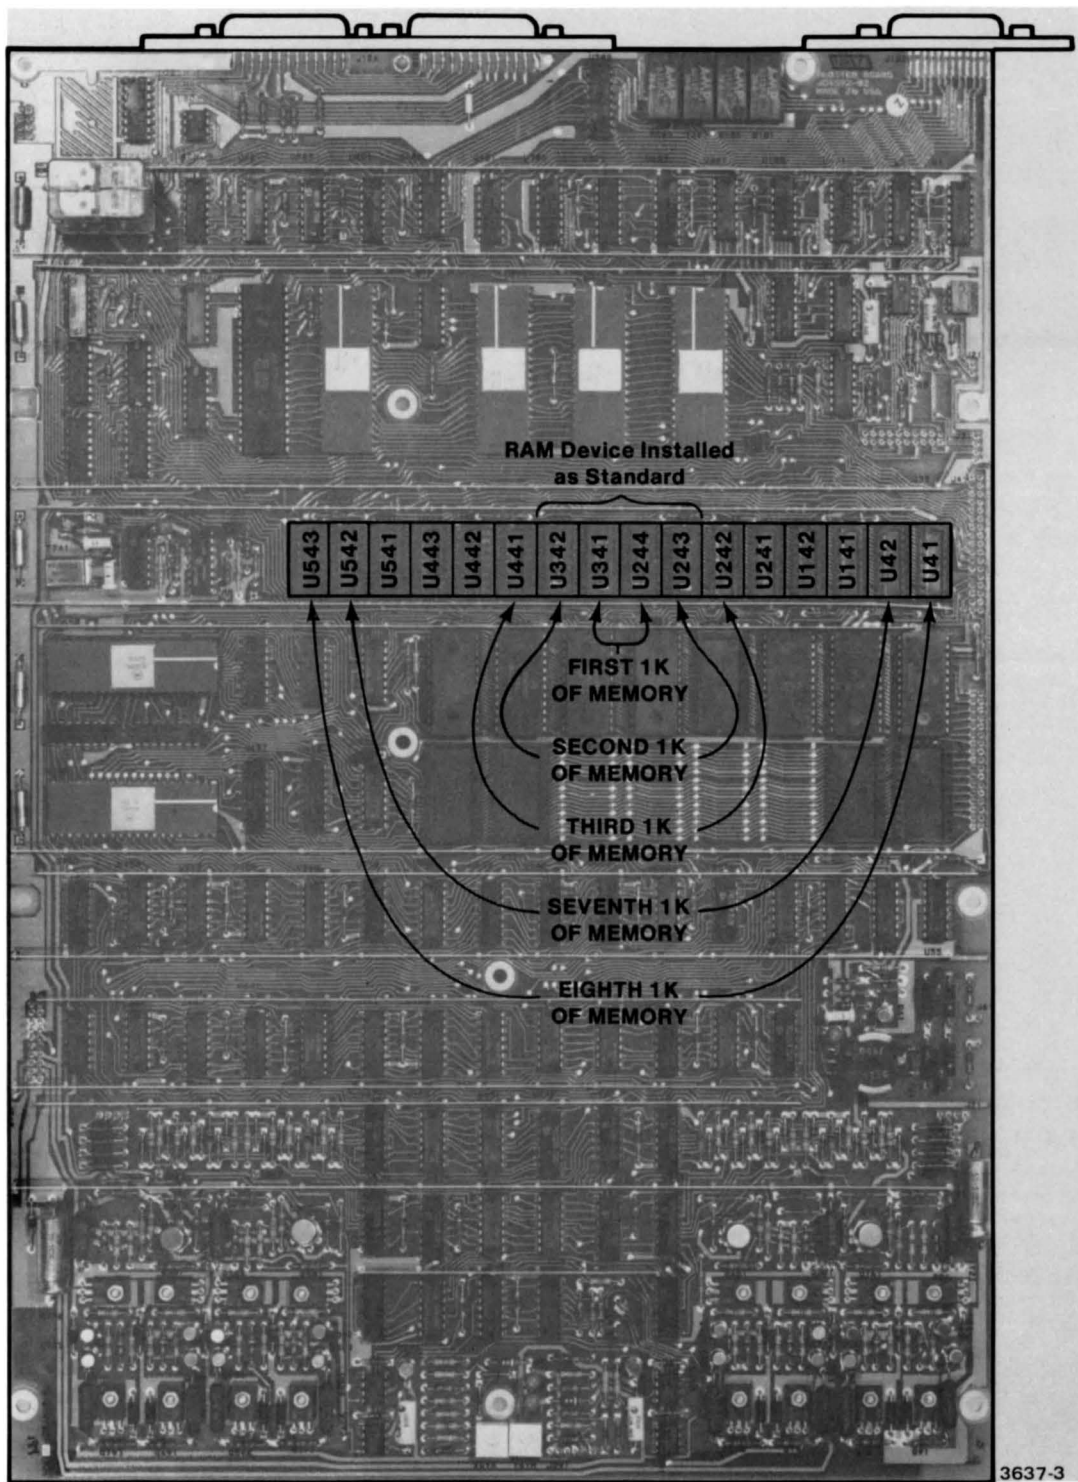 RAM Device Installed
as Standard
U543
U542
U541
U443
U442
U441
U342
U341
U244
U243
U242
U241
U142
U141
U42
U41
FIRST 1K
OF MEMORY
SECOND 1K
OF MEMORY
THIRD 1K
OF MEMORY
SEVENTH 1K
OF MEMORY
EIGHTH 1K
OF MEMORY
3637-3